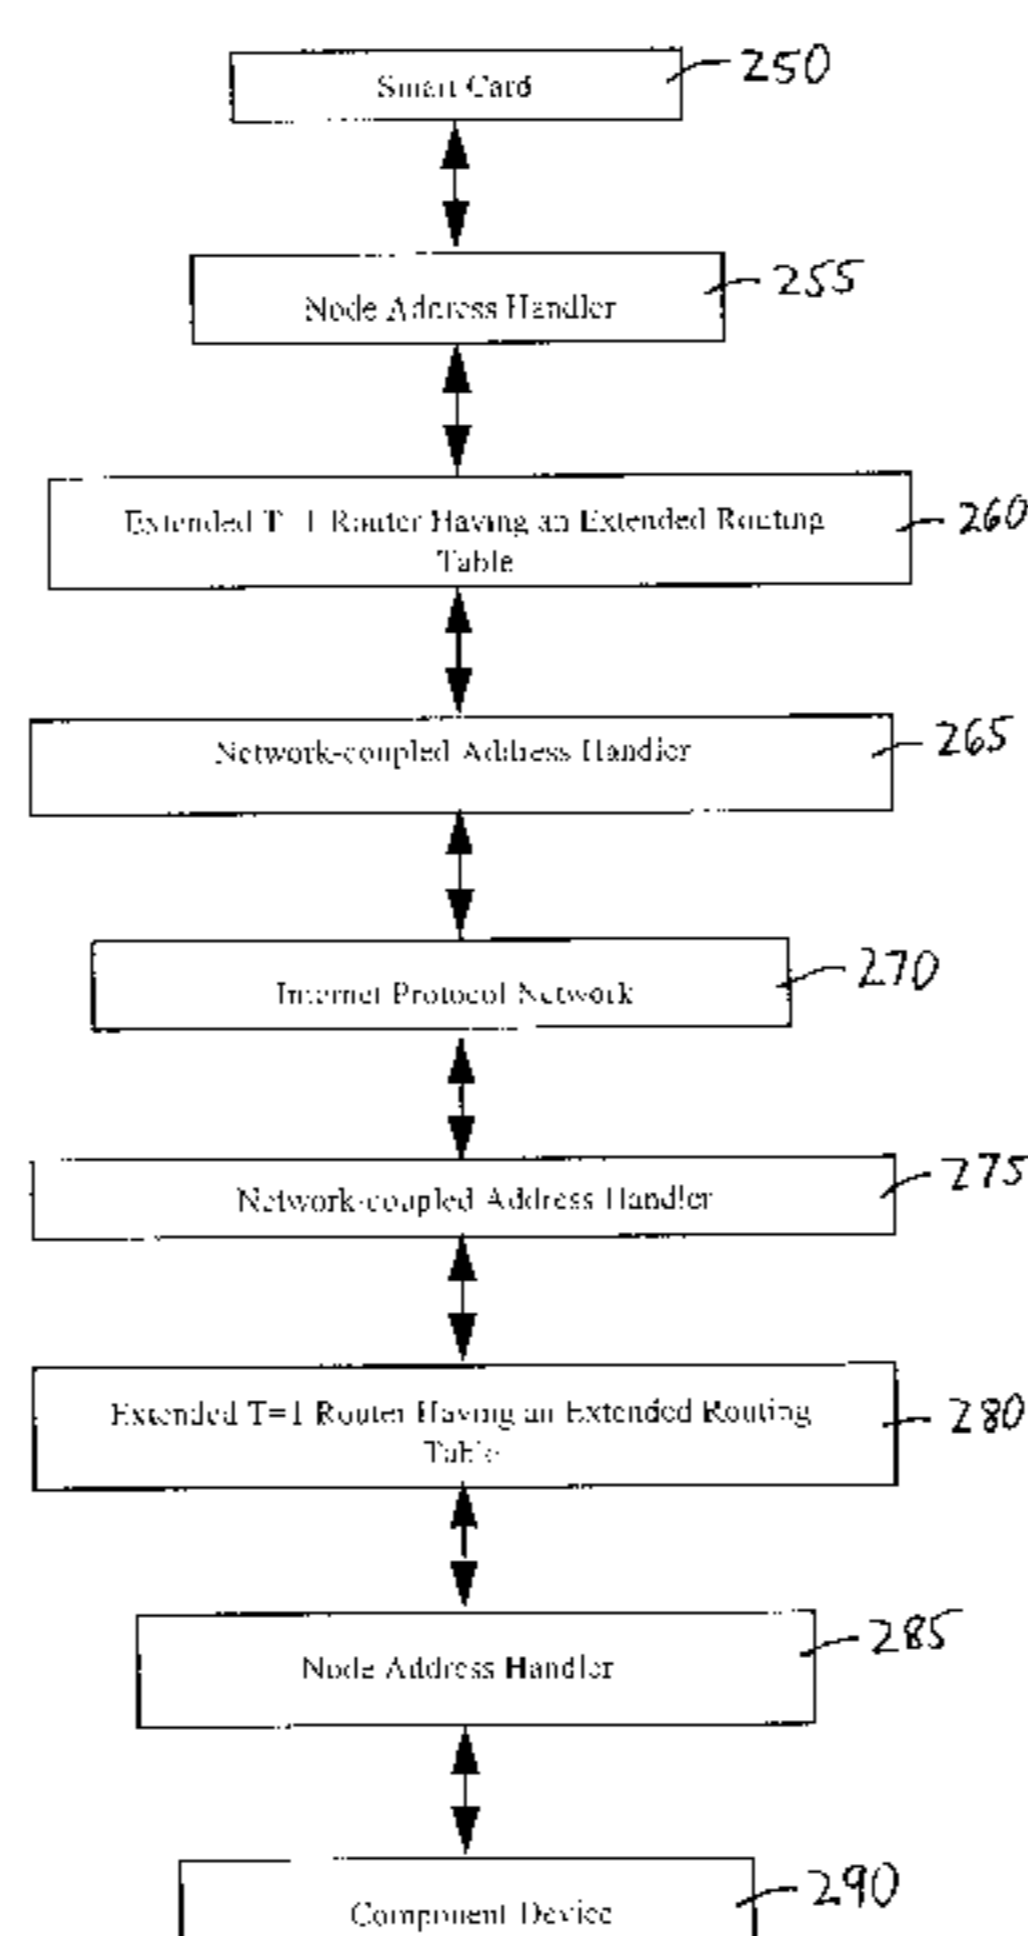 Smart Card
250
Node Address Handler
255
Extended T=1 Router Having an Extended Routing
Table
260
Network-coupled Address Handler
265
Internet Protocol Network
270
Network-coupled Address Handler
275
Extended T=1 Router Having an Extended Routing
Table
280
Node Address Handler
285
Component Device
290